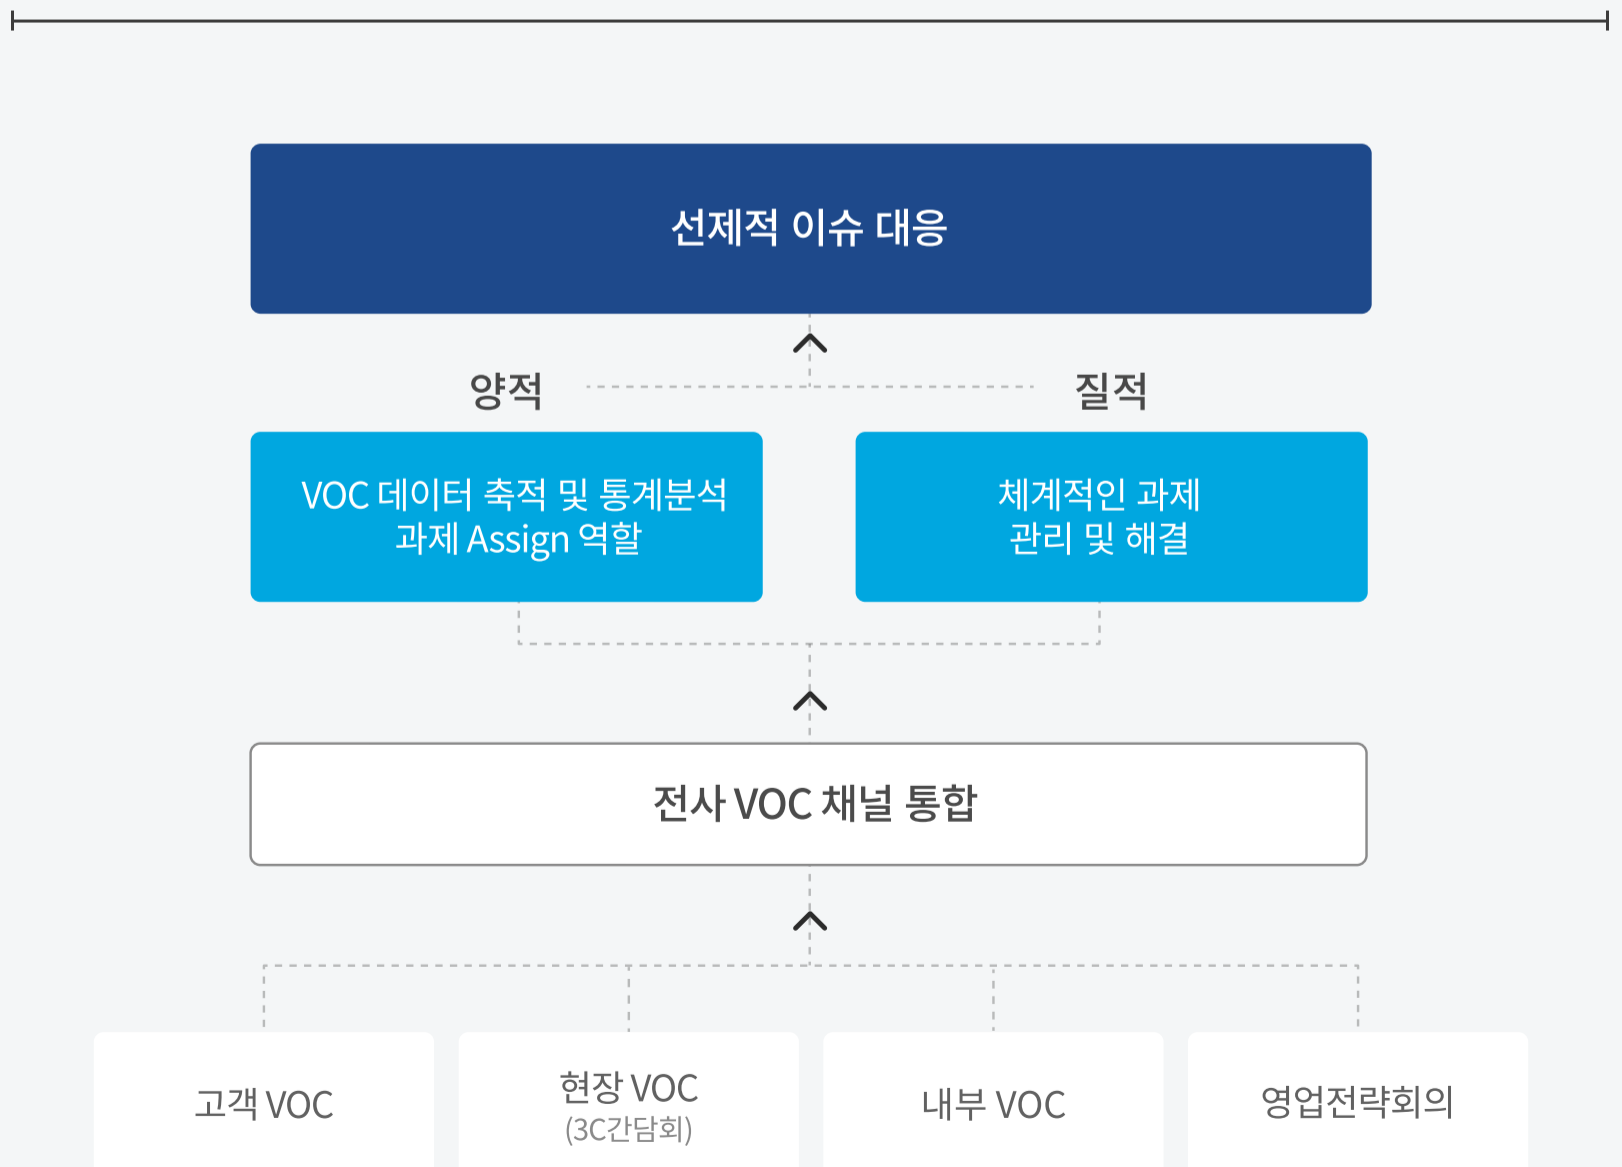 선제적 이슈 대응
양적
질적
VOC 데이터 축적 및 통계분석
과제 Assign 역할
체계적인 과제
관리 및 해결
전사 VOC 채널 통합
고객 VOC
현장 VOC
(3C간담회)
내부 VOC
영업전략회의